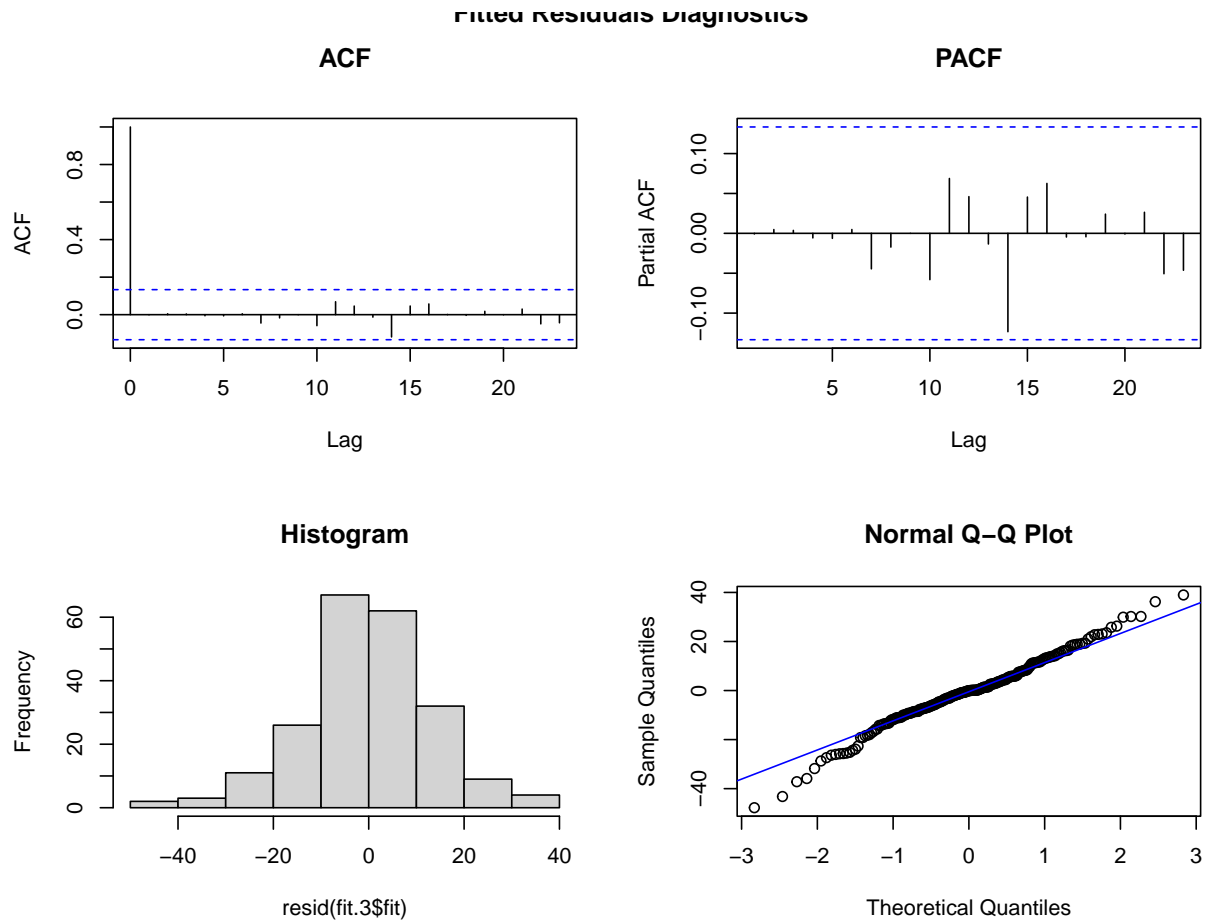 Fitted Residuals Diagnostics
ACF
PACF
ACF
0.0
0.4
0.8
0
5
10
15
20
Lag
Partial ACF
−0.10
0.00
0.10
5
10
15
20
Lag
Histogram
Normal Q−Q Plot
Frequency
0
20
40
60
−40
−20
0
20
40
resid(fit.3$fit)
Sample Quantiles
−40
0
20
40
−3
−2
−1
0
1
2
3
Theoretical Quantiles